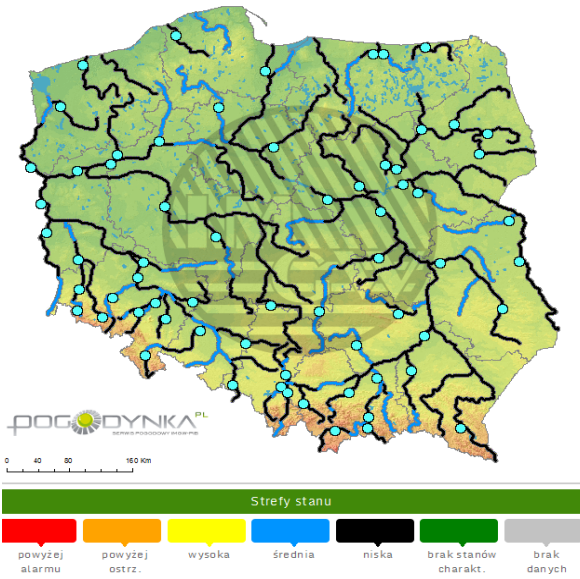 POGODYNKA PL
SERWIS POGODOWY IMGW-PIB
0 40 80 160 Km
Strefy stanu
powyżej alarmu
powyżej ostrz.
wysoka
średnia
niska
brak stanów charakt.
brak danych